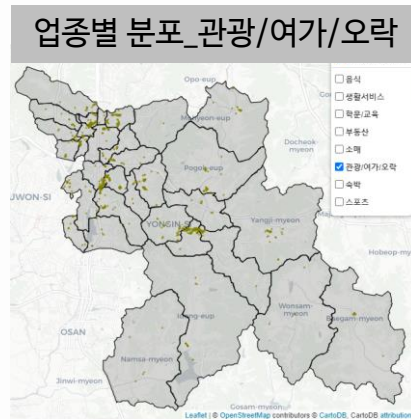 업종별 분포_관광/여가/오락
Opo-eup
음식
생활서비스
학문/교육
부동산
소매
관광/여가/오락
숙박
스포츠
Docheok-myeon
Pogok-eup
UWON-SI
YONGIN-SI
Yangji-myeon
Hobeop-my
Wonsam-myeon
OSAN
Namsa-myeon
Jinwi-myeon
Gosam-myeon
Leaflet | © OpenStreetMap contributors © CartoDB, CartoDB attribution